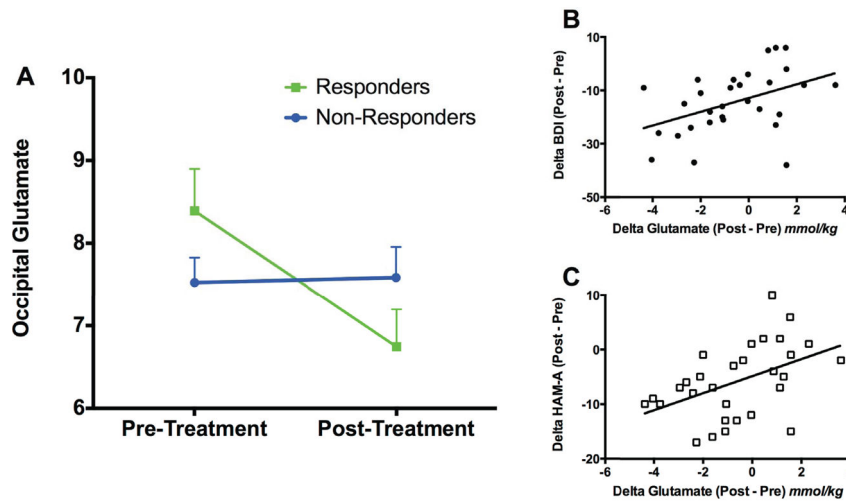 A
10
9
8
7
6
Occipital Glutamate
Responders
Non-Responders
Pre-Treatment
Post-Treatment
B
10
-10
-30
-50
Delta BDI (Post - Pre)
-6
-4
-2
0
2
4
Delta Glutamate (Post - Pre) mmol/kg
C
10
0
-10
-20
Delta HAM-A (Post - Pre)
-6
-4
-2
0
2
4
Delta Glutamate (Post - Pre) mmol/kg